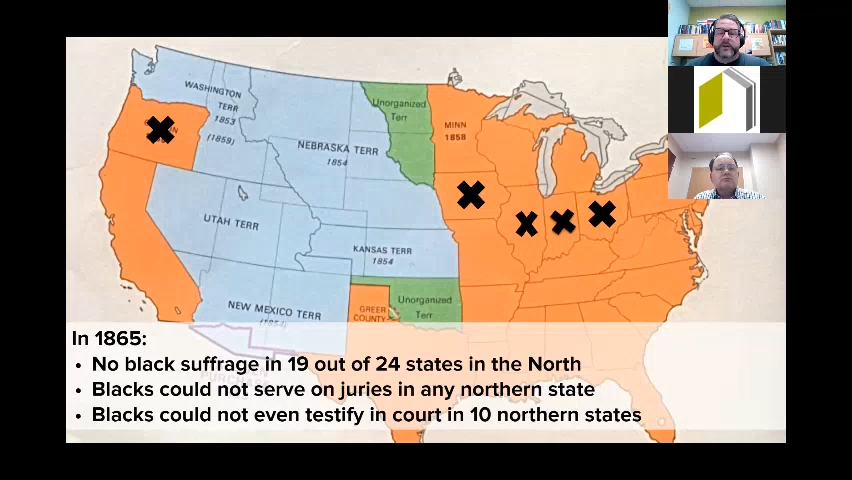 WASHINGTON
TERR
1853
(1859)
Unorganized
Terr
MINN
1858
NEBRASKA TERR
1854
UTAH TERR
KANSAS TERR
1854
NEW MEXICO TERR
GREER
COUNTY
Unorganized
Terr
In 1865:
• No black suffrage in 19 out of 24 states in the North
• Blacks could not serve on juries in any northern state
• Blacks could not even testify in court in 10 northern states